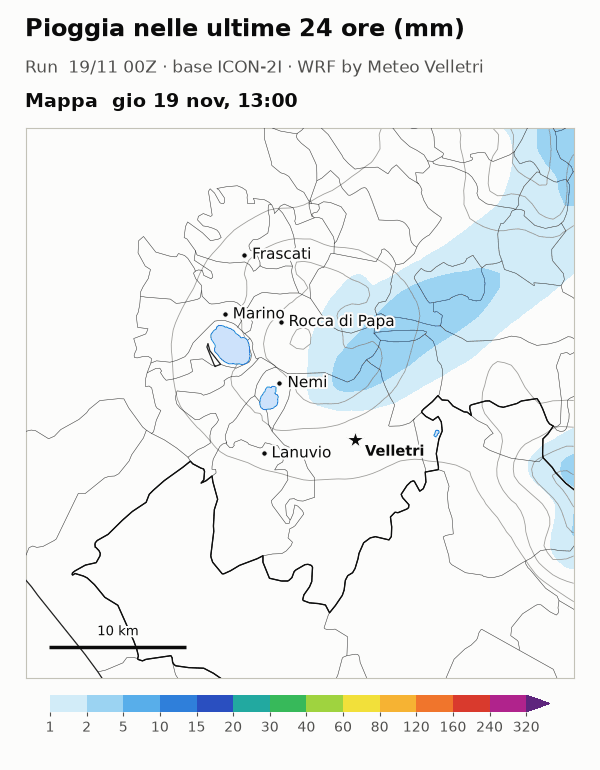 Pioggia nelle ultime 24 ore (mm)
Run  19/11 00Z · base ICON-2I · WRF by Meteo Velletri
Mappa  gio 19 nov, 13:00
Frascati
Marino
Rocca di Papa
Nemi
Velletri
Lanuvio
10 km
1 2 5 10 15 20 30 40 60 80 120 160 240 320